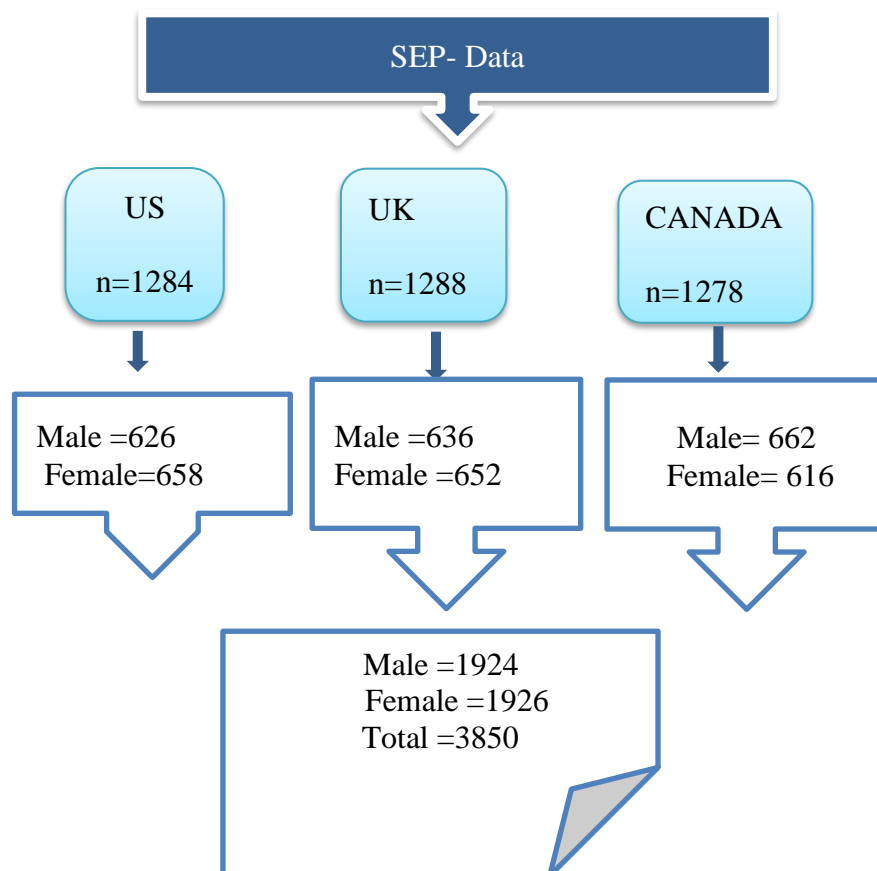 SEP- Data
US
n=1284
UK
n=1288
CANADA
n=1278
Male =626
Female=658
Male =636
Female =652
Male= 662
Female= 616
Male =1924
Female =1926
Total =3850